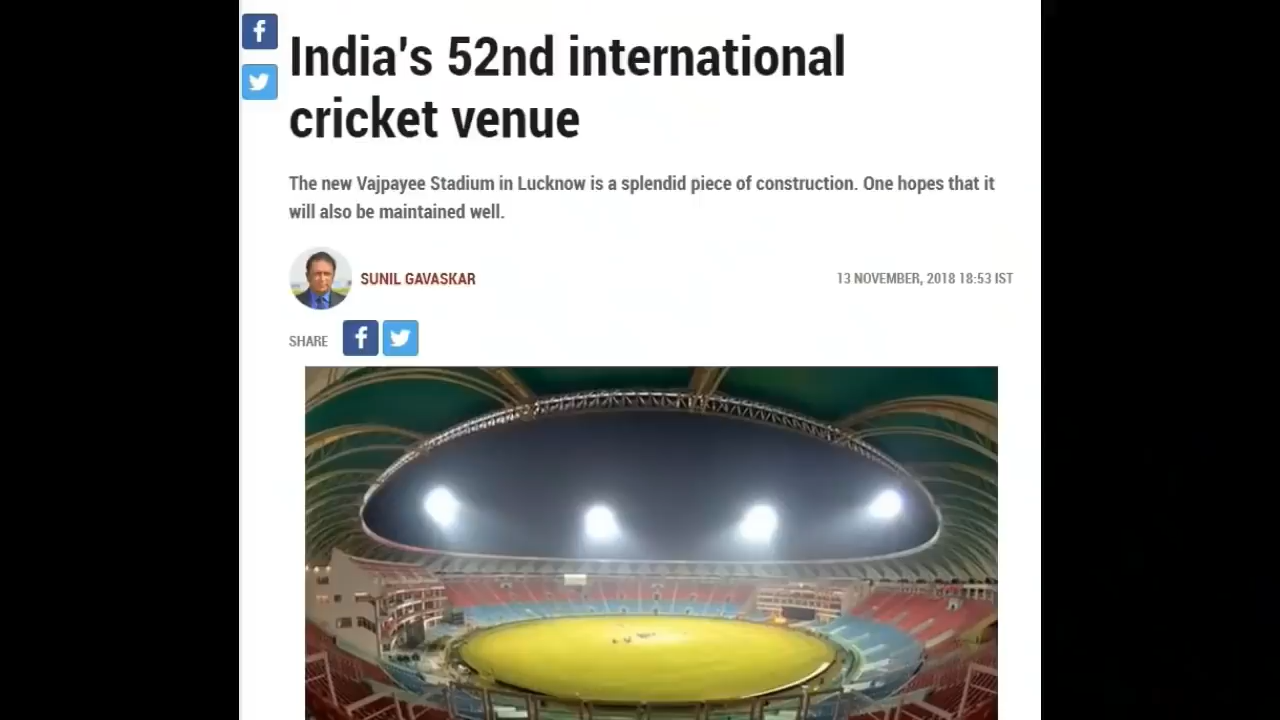 India's 52nd international
cricket venue
The new Vajpayee Stadium in Lucknow is a splendid piece of construction. One hopes that it
will also be maintained well.
SUNIL GAVASKAR
13 NOVEMBER, 2018 18:53 IST
SHARE